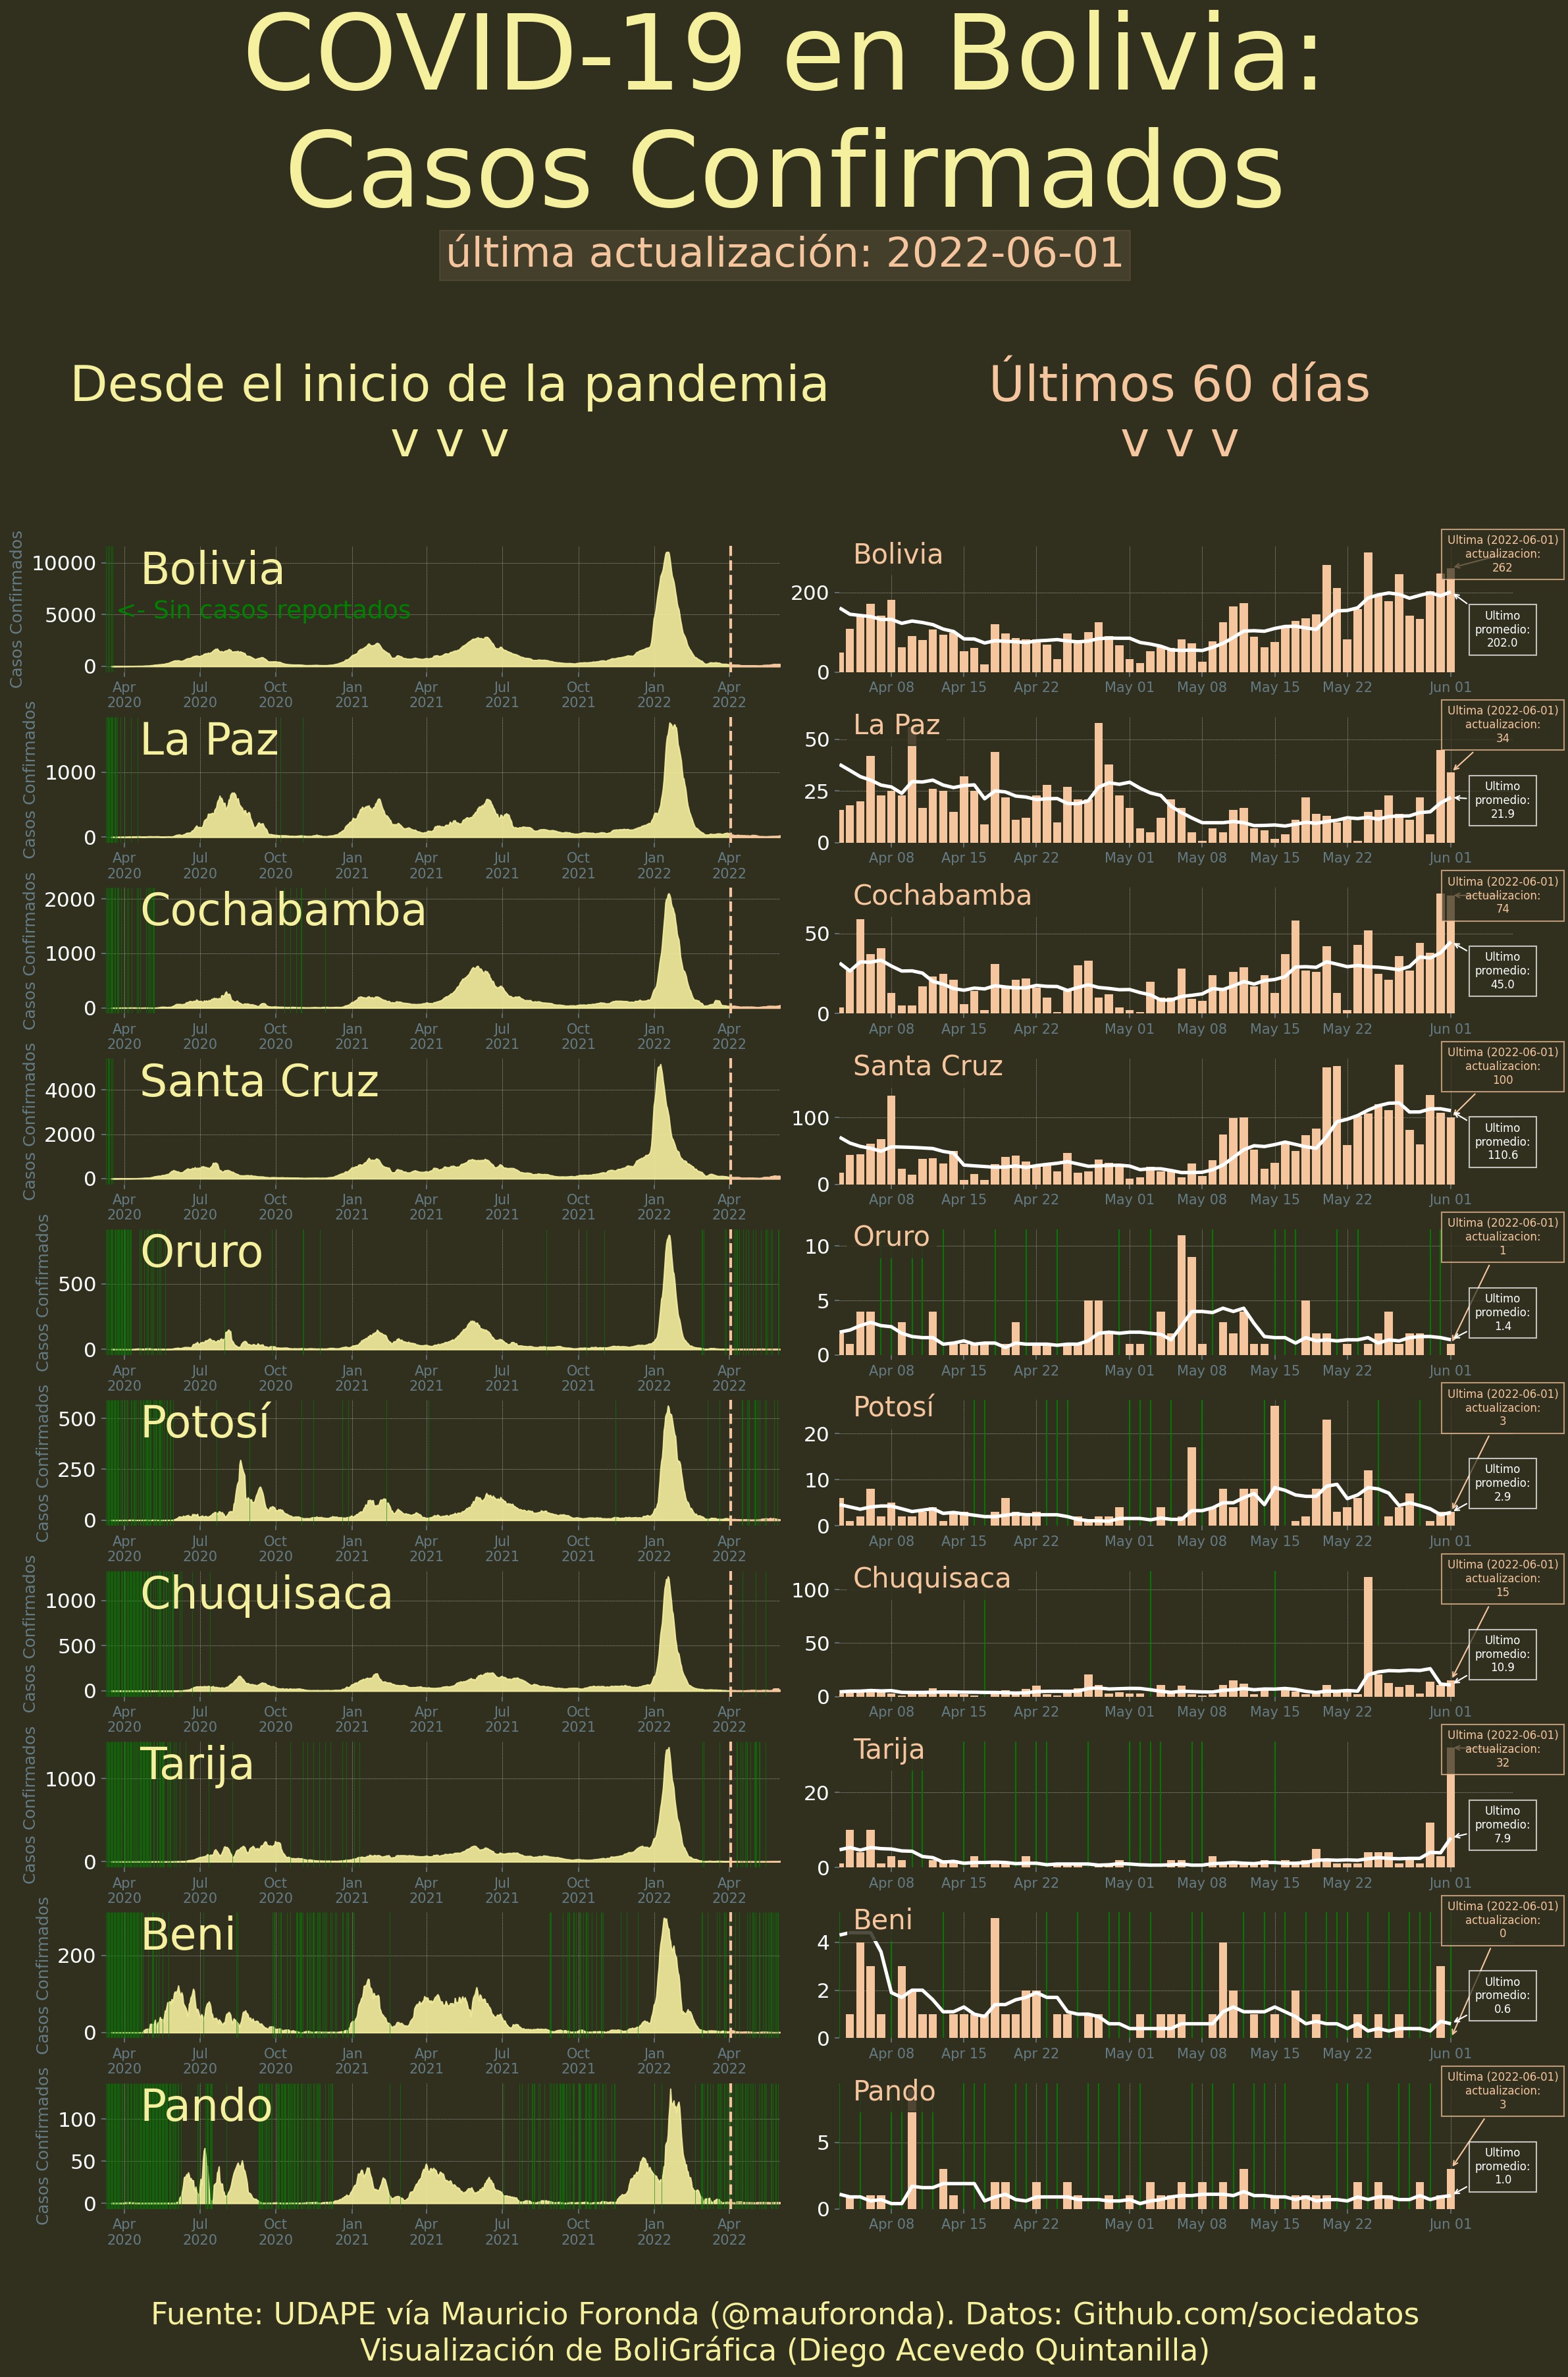 COVID-19 en Bolivia:
Casos Confirmados
última actualización: 2022-06-01
Desde el inicio de la pandemia
v v v
Últimos 60 días
v v v
Casos Confirmados
10000
5000
0
Bolivia
<- Sin casos reportados
Apr Jul Oct Jan Apr Jul Oct Jan Apr
2020 2020 2020 2021 2021 2021 2021 2022 2022
Bolivia
200
0
Apr 08 Apr 15 Apr 22 May 01 May 08 May 15 May 22 Jun 01
Ultima (2022-06-01)
actualizacion:
262
Ultimo
promedio:
202.0
Casos Confirmados
1000
0
La Paz
Apr Jul Oct Jan Apr Jul Oct Jan Apr
2020 2020 2020 2021 2021 2021 2021 2022 2022
La Paz
50
25
0
Apr 08 Apr 15 Apr 22 May 01 May 08 May 15 May 22 Jun 01
Ultima (2022-06-01)
actualizacion:
34
Ultimo
promedio:
21.9
Casos Confirmados
2000
1000
0
Cochabamba
Apr Jul Oct Jan Apr Jul Oct Jan Apr
2020 2020 2020 2021 2021 2021 2021 2022 2022
Cochabamba
50
0
Apr 08 Apr 15 Apr 22 May 01 May 08 May 15 May 22 Jun 01
Ultima (2022-06-01)
actualizacion:
74
Ultimo
promedio:
45.0
Casos Confirmados
4000
2000
0
Santa Cruz
Apr Jul Oct Jan Apr Jul Oct Jan Apr
2020 2020 2020 2021 2021 2021 2021 2022 2022
Santa Cruz
100
0
Apr 08 Apr 15 Apr 22 May 01 May 08 May 15 May 22 Jun 01
Ultima (2022-06-01)
actualizacion:
100
Ultimo
promedio:
110.6
Casos Confirmados
500
0
Oruro
Apr Jul Oct Jan Apr Jul Oct Jan Apr
2020 2020 2020 2021 2021 2021 2021 2022 2022
Oruro
10
5
0
Apr 08 Apr 15 Apr 22 May 01 May 08 May 15 May 22 Jun 01
Ultima (2022-06-01)
actualizacion:
1
Ultimo
promedio:
1.4
Casos Confirmados
500
250
0
Potosí
Apr Jul Oct Jan Apr Jul Oct Jan Apr
2020 2020 2020 2021 2021 2021 2021 2022 2022
Potosí
20
10
0
Apr 08 Apr 15 Apr 22 May 01 May 08 May 15 May 22 Jun 01
Ultima (2022-06-01)
actualizacion:
3
Ultimo
promedio:
2.9
Casos Confirmados
1000
500
0
Chuquisaca
Apr Jul Oct Jan Apr Jul Oct Jan Apr
2020 2020 2020 2021 2021 2021 2021 2022 2022
Chuquisaca
100
50
0
Apr 08 Apr 15 Apr 22 May 01 May 08 May 15 May 22 Jun 01
Ultima (2022-06-01)
actualizacion:
15
Ultimo
promedio:
10.9
Casos Confirmados
1000
0
Tarija
Apr Jul Oct Jan Apr Jul Oct Jan Apr
2020 2020 2020 2021 2021 2021 2021 2022 2022
Tarija
20
0
Apr 08 Apr 15 Apr 22 May 01 May 08 May 15 May 22 Jun 01
Ultima (2022-06-01)
actualizacion:
32
Ultimo
promedio:
7.9
Casos Confirmados
200
0
Beni
Apr Jul Oct Jan Apr Jul Oct Jan Apr
2020 2020 2020 2021 2021 2021 2021 2022 2022
Beni
4
2
0
Apr 08 Apr 15 Apr 22 May 01 May 08 May 15 May 22 Jun 01
Ultima (2022-06-01)
actualizacion:
0
Ultimo
promedio:
0.6
Casos Confirmados
100
50
0
Pando
Apr Jul Oct Jan Apr Jul Oct Jan Apr
2020 2020 2020 2021 2021 2021 2021 2022 2022
Pando
5
0
Apr 08 Apr 15 Apr 22 May 01 May 08 May 15 May 22 Jun 01
Ultima (2022-06-01)
actualizacion:
3
Ultimo
promedio:
1.0
Fuente: UDAPE vía Mauricio Foronda (@mauforonda). Datos: Github.com/sociedatos
Visualización de BoliGráfica (Diego Acevedo Quintanilla)